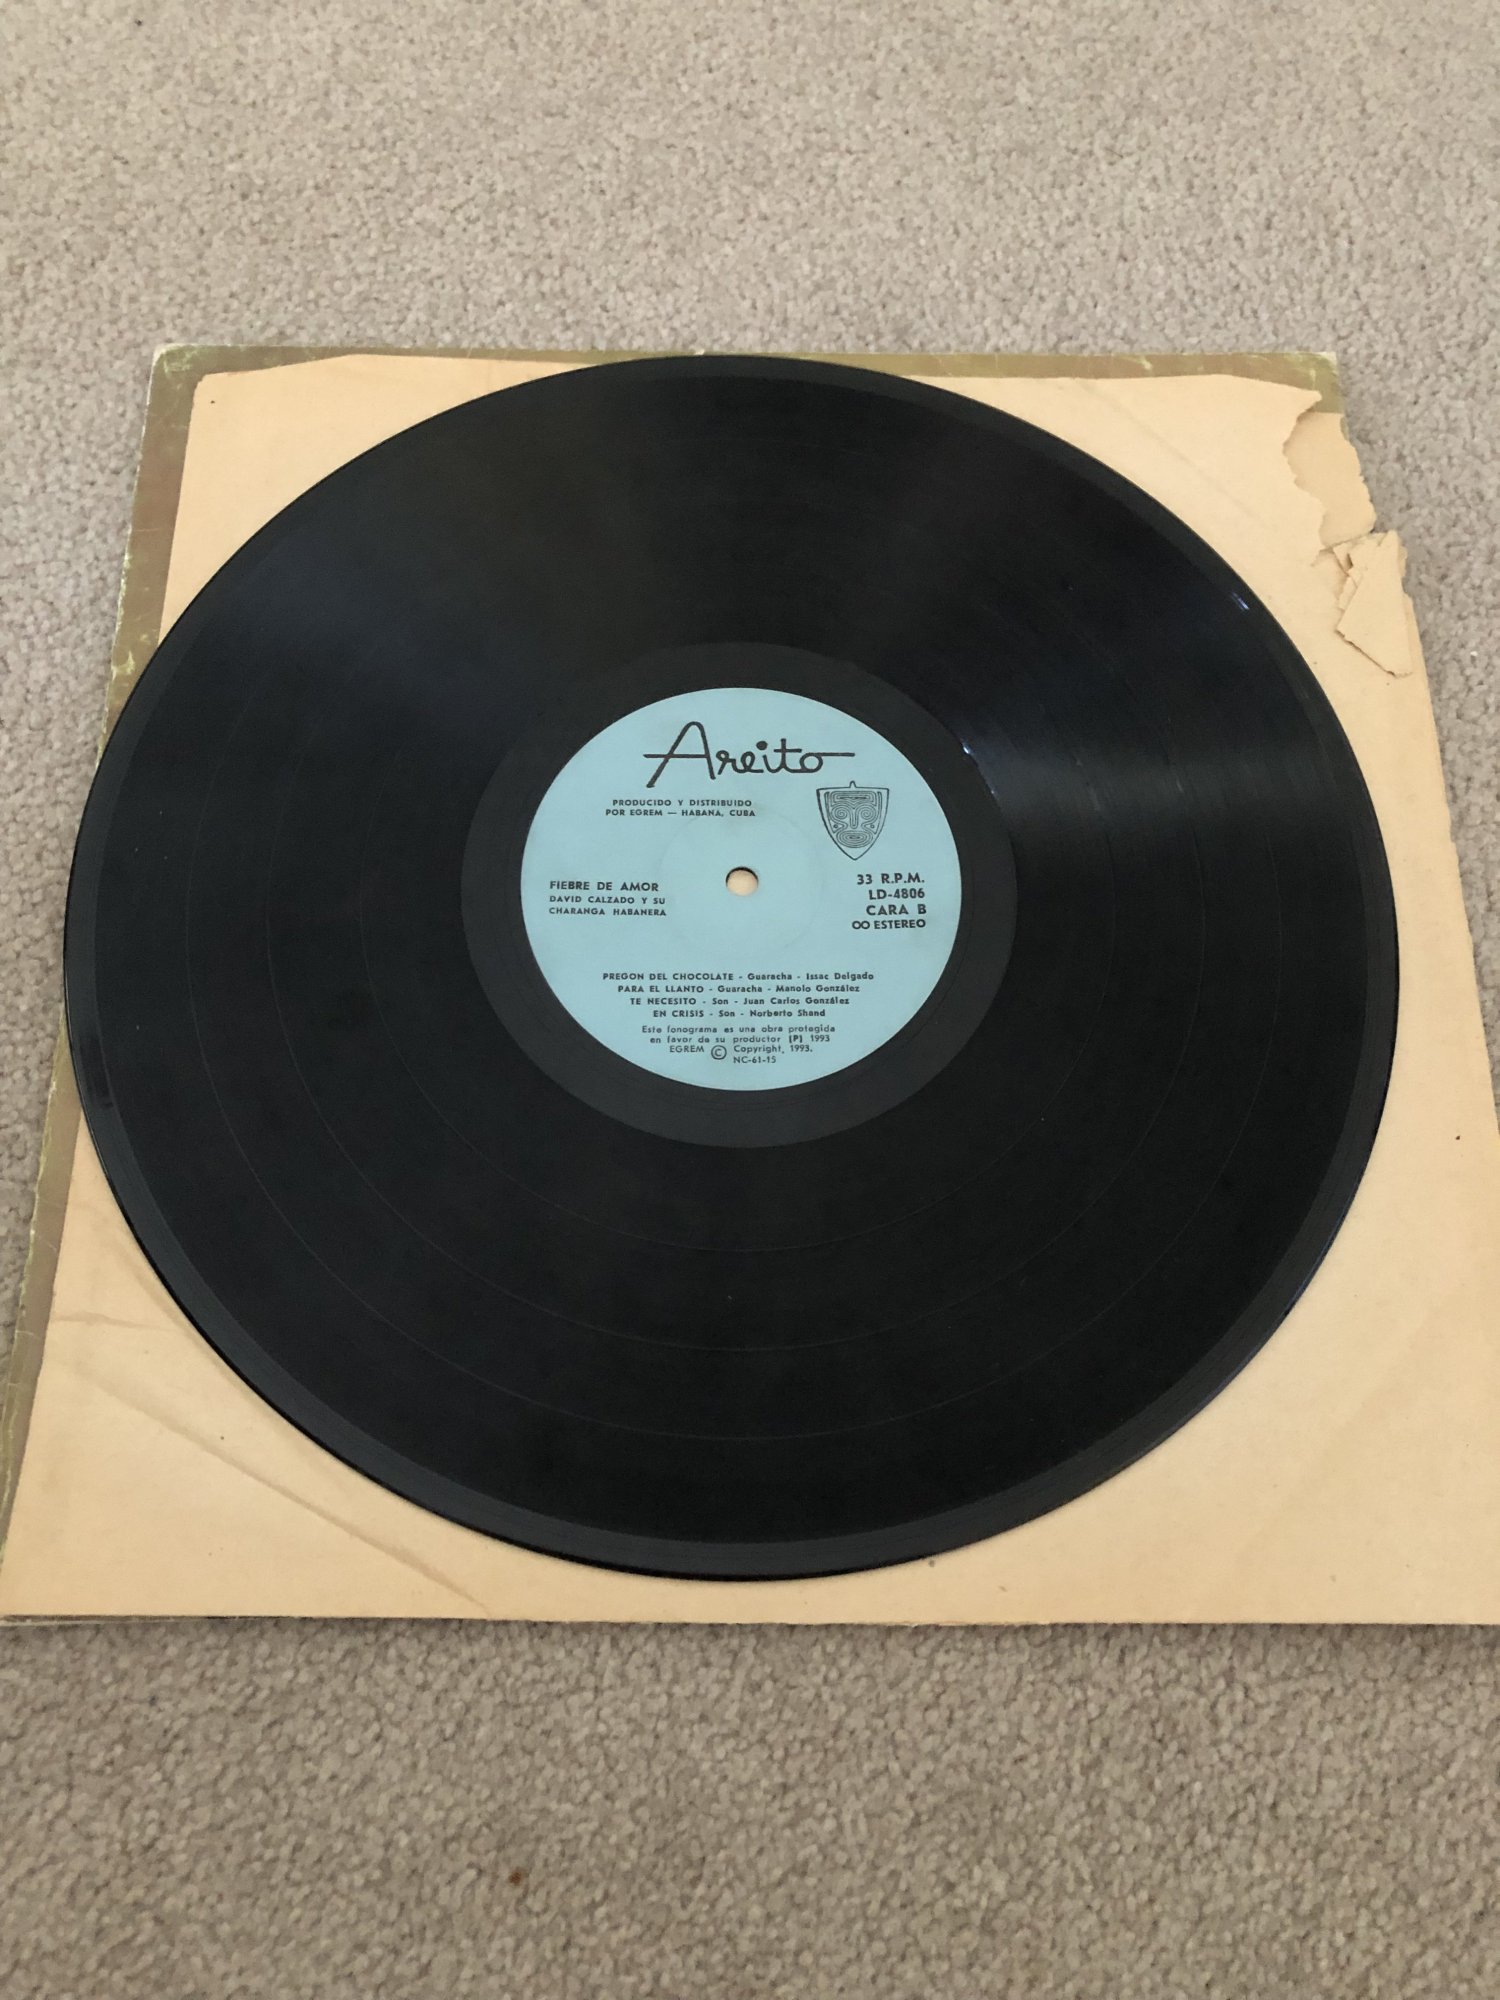 Areito
PRODUCIDO Y DISTRIBUIDO
POR EGREM — HABANA, CUBA
FIEBRE DE AMOR
DAVID CALZADO Y SU
CHARANGA HABANERA
33 R.P.M.
LD-4806
CARA B
OO ESTEREO
PREGON DEL CHOCOLATE - Guaracha - Issac Delgado
PARA EL LLANTO - Guaracha - Manolo González
TE NECESITO - Son - Juan Carlos González
EN CRISIS - Son - Norberto Shand
Este fonograma es una obra protegida
en favor de su productor (P) 1993
EGREM © Copyright, 1993.
NC-61-15